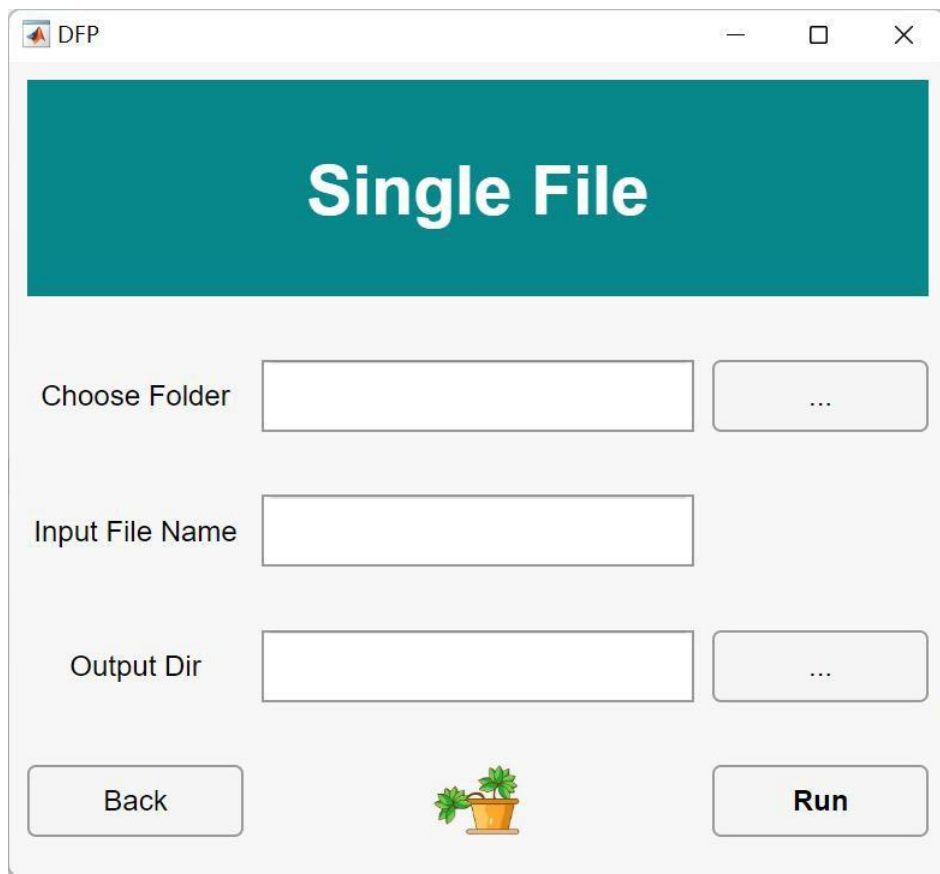 DFP
Single File
Choose Folder
...
Input File Name
Output Dir
...
Back
Run